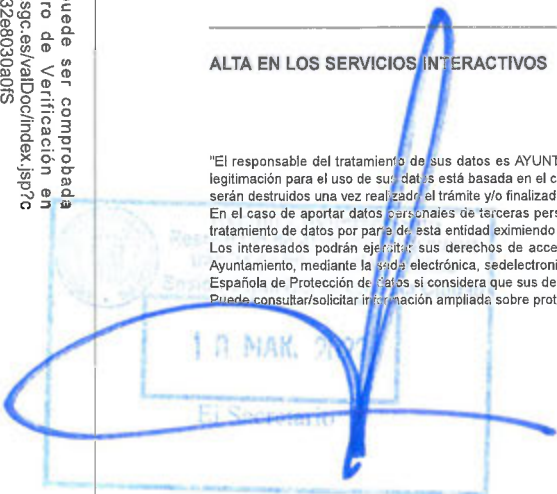 uede ser comprobada
ro de Verificación en
sgc.es/valDoc/index.jsp?c
32e8030a0fS
ALTA EN LOS SERVICIOS INTERACTIVOS
"El responsable del tratamiento de sus datos es AYUNT
legitimación para el uso de sus datos está basada en el c
serán destruidos una vez realizado el trámite y/o finalizad
En el caso de aportar datos personales de terceras pers
tratamiento de datos por parte de esta entidad eximiendo
Los interesados podrán ejercitar sus derechos de acce
Ayuntamiento, mediante la sede electrónica, sedelectroni
Española de Protección de Datos si considera que sus de
Puede consultar/solicitar información ampliada sobre prot
MAR.
El Secretario